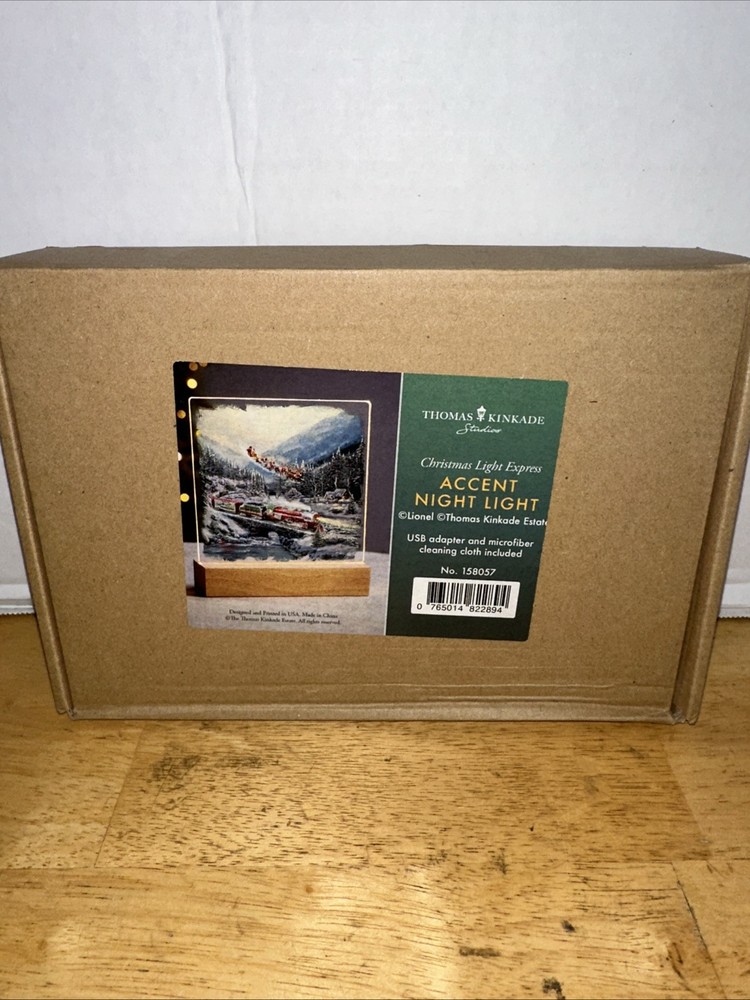 THOMAS KINKADE
Studios
Christmas Light Express
ACCENT
NIGHT LIGHT
©Lionel ©Thomas Kinkade Estate
USB adapter and microfiber
cleaning cloth included
No. 158057
0 765014 822894
Designed and Printed in USA. Made in China
©The Thomas Kinkade Estate. All rights reserved.